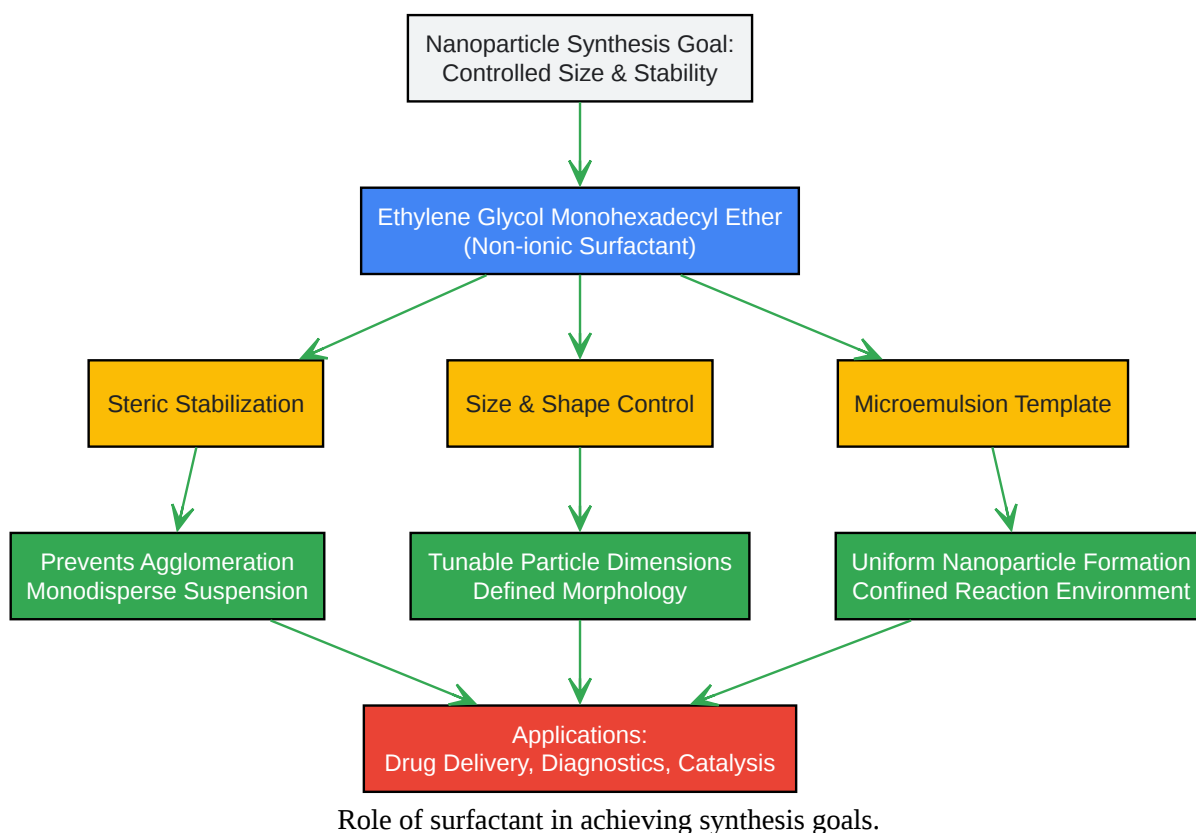 Nanoparticle Synthesis Goal:
Controlled Size & Stability
Ethylene Glycol Monohexadecyl Ether
(Non-ionic Surfactant)
Steric Stabilization
Size & Shape Control
Microemulsion Template
Prevents Agglomeration
Monodisperse Suspension
Tunable Particle Dimensions
Defined Morphology
Uniform Nanoparticle Formation
Confined Reaction Environment
Applications:
Drug Delivery, Diagnostics, Catalysis
Role of surfactant in achieving synthesis goals.